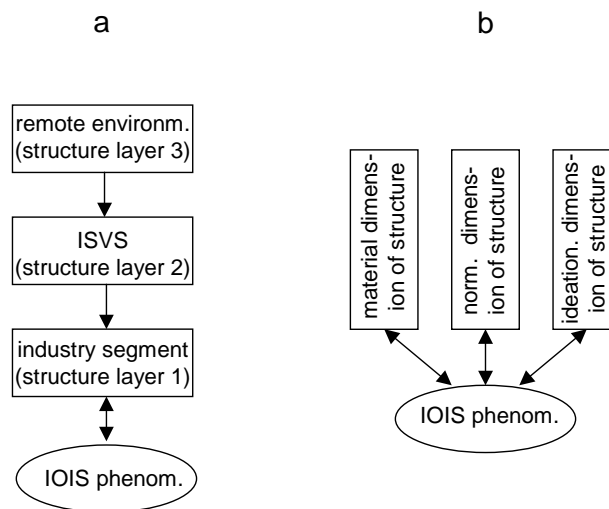 a
remote environm.
(structure layer 3)
ISVS
(structure layer 2)
industry segment
(structure layer 1)
IOIS phenom.
b
material dimens-
ion of structure
norm. dimens-
ion of structure
ideation. dimens-
ion of structure
IOIS phenom.